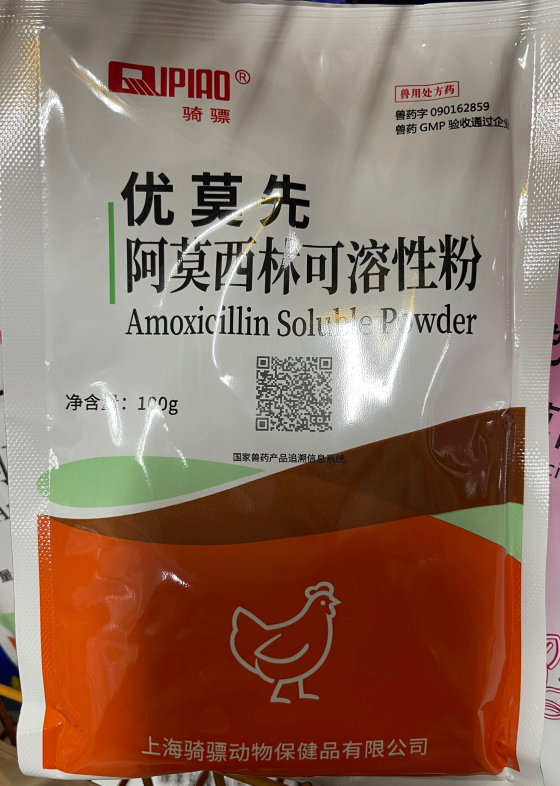 QIPIAO®
骑骠
兽用处方药
兽药字 090162859
兽药 GMP 验收通过企业
优莫先
阿莫西林可溶性粉
Amoxicillin Soluble Powder
净含量：100g
国家兽药产品追溯信息系统
上海骑骠动物保健品有限公司